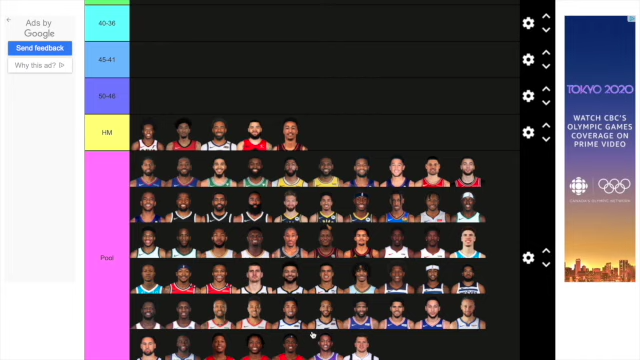 Ads by
Google
Send feedback
Why this ad?
40-36
45-41
50-46
HM
Pool
TOKYO 2020
WATCH CBC'S
OLYMPIC GAMES
COVERAGE ON
PRIME VIDEO